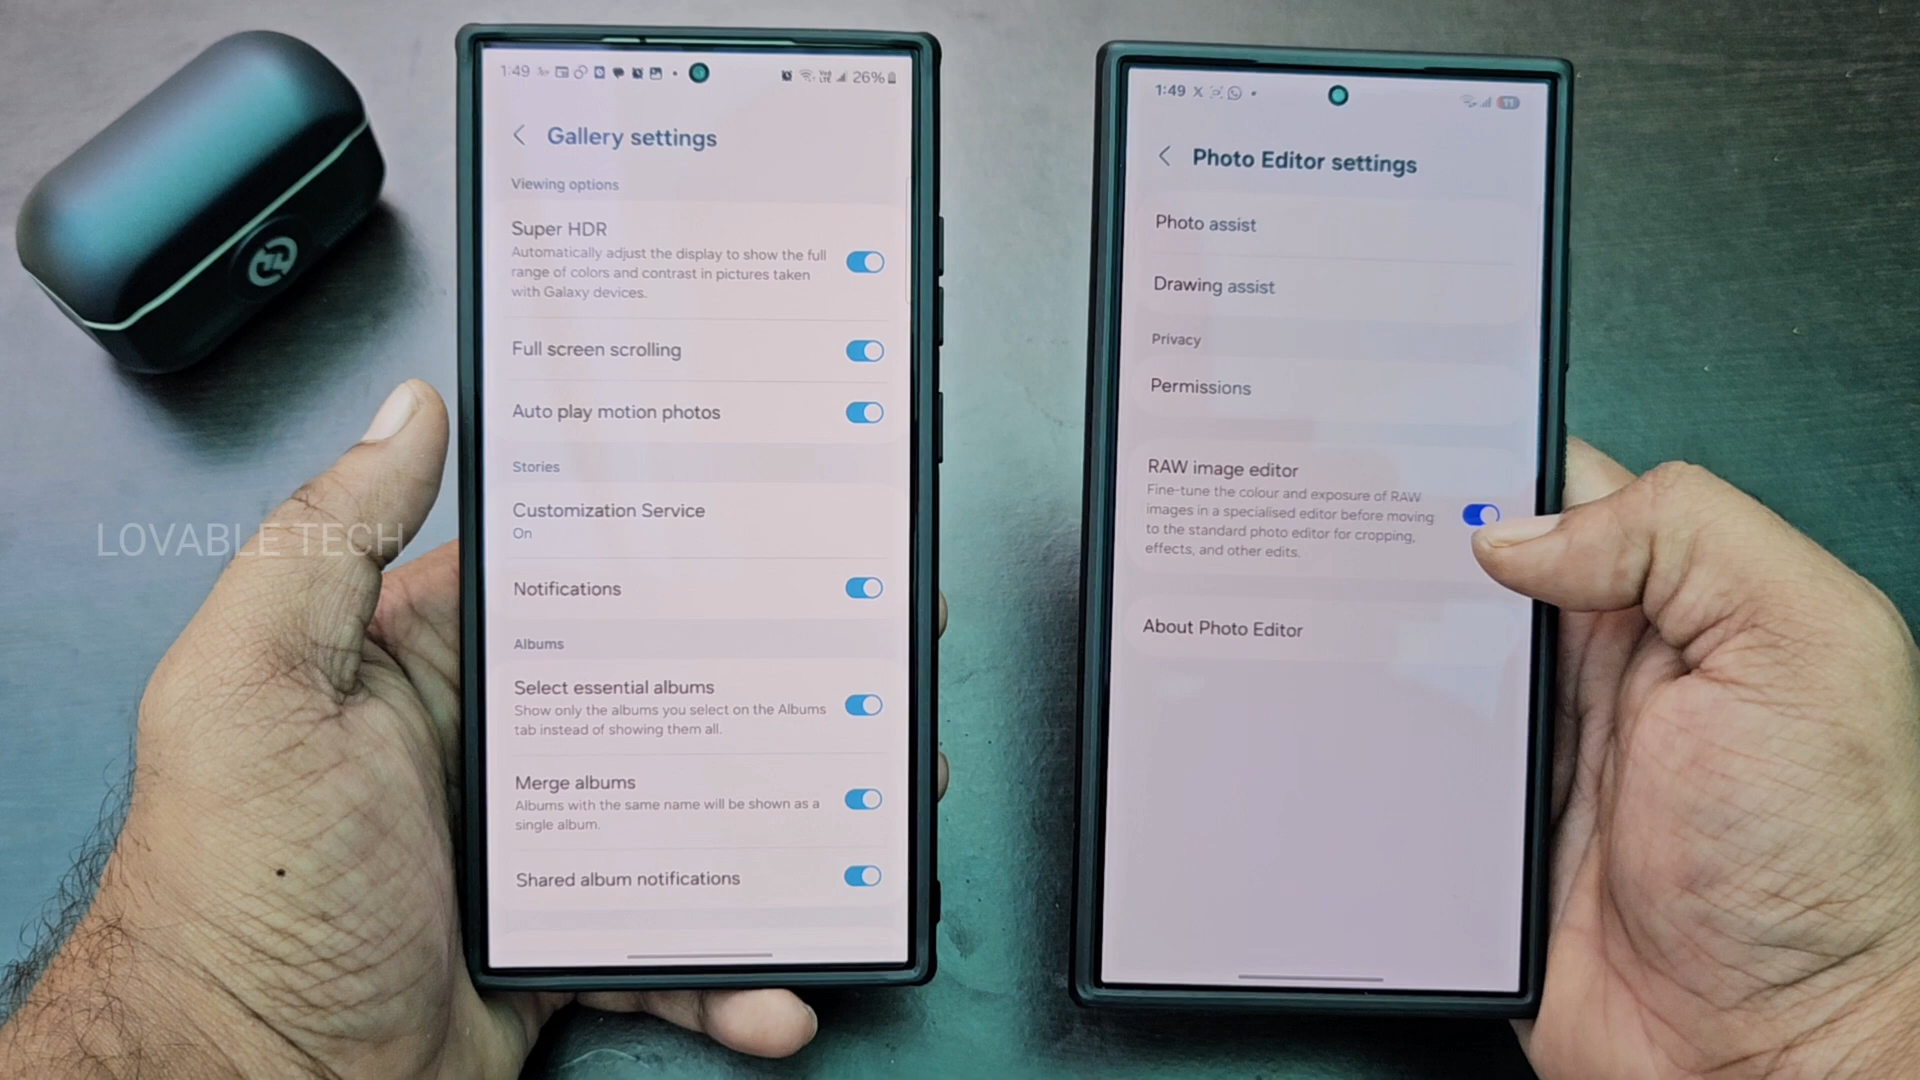 1:49
26%
Gallery settings
Viewing options
Super HDR
Automatically adjust the display to show the full
range of colors and contrast in pictures taken
with Galaxy devices.
Full screen scrolling
Auto play motion photos
Stories
Customization Service
On
Notifications
Albums
Select essential albums
Show only the albums you select on the Albums
tab instead of showing them all.
Merge albums
Albums with the same name will be shown as a
single album.
Shared album notifications
LOVABLE TECH
1:49
11
Photo Editor settings
Photo assist
Drawing assist
Privacy
Permissions
RAW image editor
Fine-tune the colour and exposure of RAW
images in a specialised editor before moving
to the standard photo editor for cropping,
effects, and other edits.
About Photo Editor